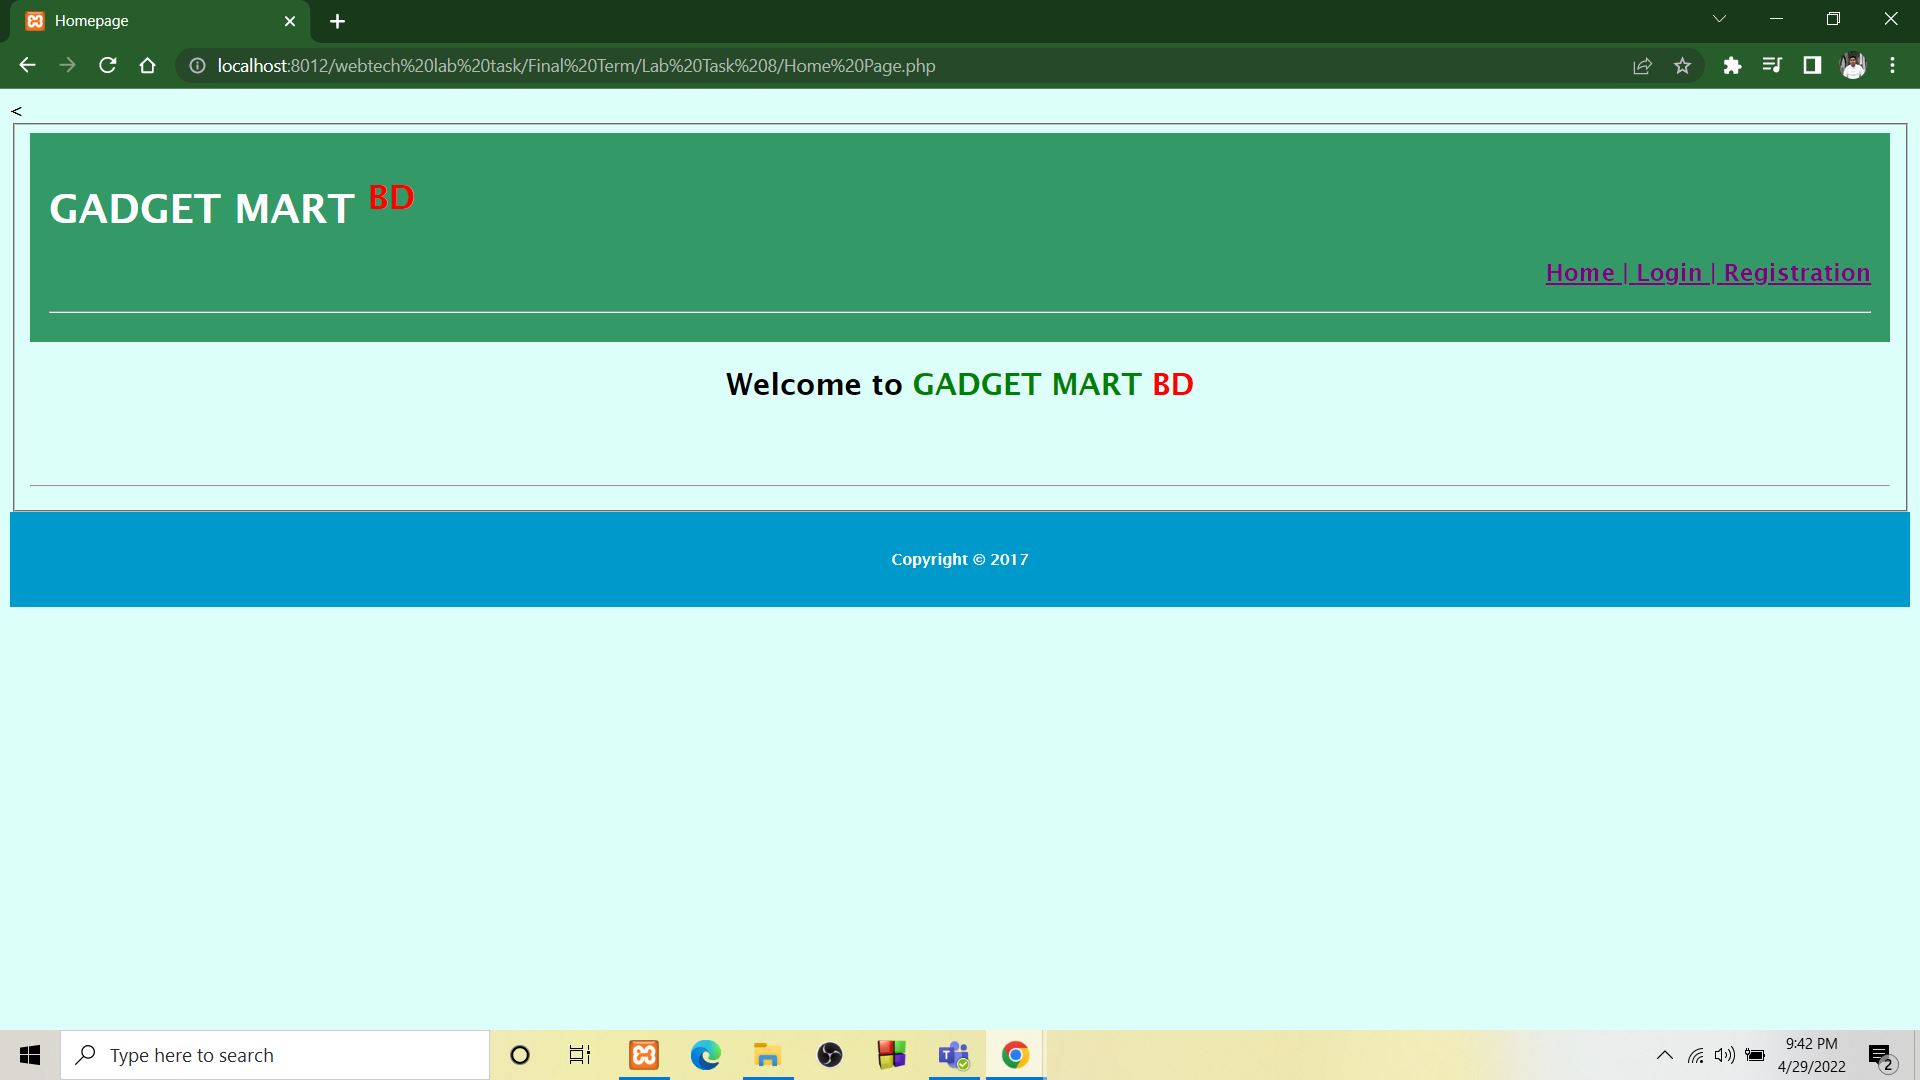 Homepage
localhost:8012/webtech%20lab%20task/Final%20Term/Lab%20Task%208/Home%20Page.php
<
GADGET MART BD
Home | Login | Registration
Welcome to GADGET MART BD
Copyright © 2017
Type here to search
9:42 PM
4/29/2022
2